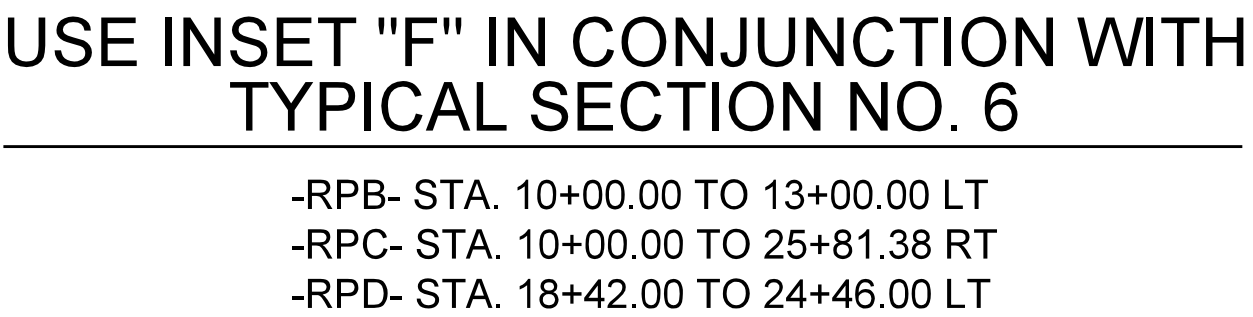 USE INSET "F" IN CONJUNCTION WITH
TYPICAL SECTION NO. 6
-RPB- STA. 10+00.00 TO 13+00.00 LT
-RPC- STA. 10+00.00 TO 25+81.38 RT
-RPD- STA. 18+42.00 TO 24+46.00 LT